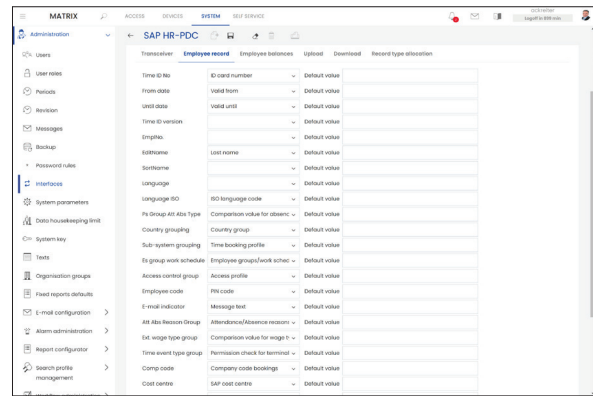 MATRIX
ACCESS DEVICES SYSTEM SELF SERVICE
Logoff in 899 min
Administration
SAP HR-PDC
Transceiver Employee record Employee balances Upload Download Record type allocation
Users
User roles
Periods
Revision
Messages
Backup
Password rules
Interfaces
System parameters
Data housekeeping limit
System key
Texts
Organisation groups
Fixed reports defaults
E-mail configuration
Alarm administration
Report configurator
Search profile
management
Time ID No ID card number Default value
From date Valid from Default value
Until date Valid until Default value
Time ID version Default value
EmplNo. Default value
EditName Last name Default value
SortName Default value
Language Default value
Language ISO ISO language code Default value
Ps Group Att Abs Type Comparison value for absenc Default value
Country grouping Country group Default value
Sub-system grouping Time booking profile Default value
Es group work schedule Employee groups/work schec Default value
Access control group Access profile Default value
Employee code PIN code Default value
E-mail indicator Message text Default value
Att Abs Reason Group Attendance/Absence reason Default value
Ext. wage type group Comparison value for wage t Default value
Time event type group Permission check for terminal Default value
Comp code Company code bookings Default value
Cost centre SAP cost centre Default value